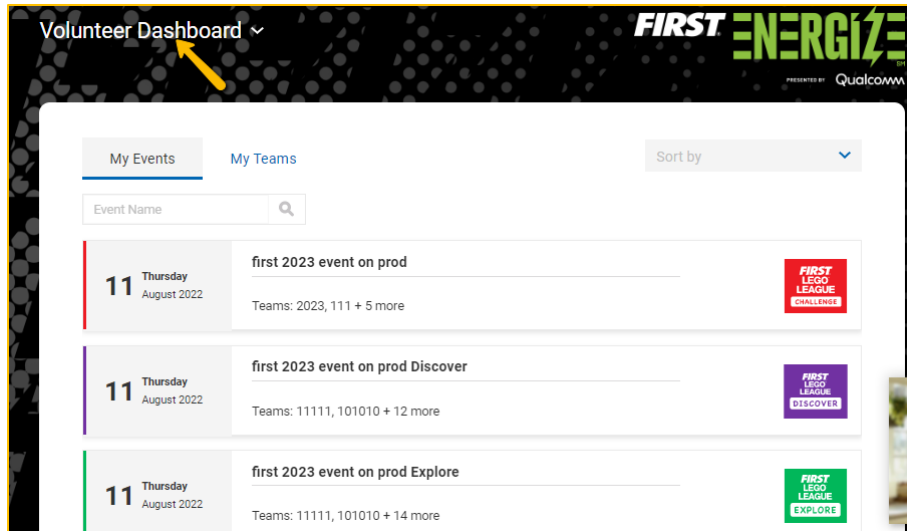 Volunteer Dashboard
FIRST ENERGIZE
SM
PRESENTED BY Qualcomm
My Events
My Teams
Sort by
Event Name
11 Thursday
August 2022
first 2023 event on prod
Teams: 2023, 111 + 5 more
FIRST
LEGO
LEAGUE
CHALLENGE
11 Thursday
August 2022
first 2023 event on prod Discover
Teams: 11111, 101010 + 12 more
FIRST
LEGO
LEAGUE
DISCOVER
11 Thursday
August 2022
first 2023 event on prod Explore
Teams: 11111, 101010 + 14 more
FIRST
LEGO
LEAGUE
EXPLORE